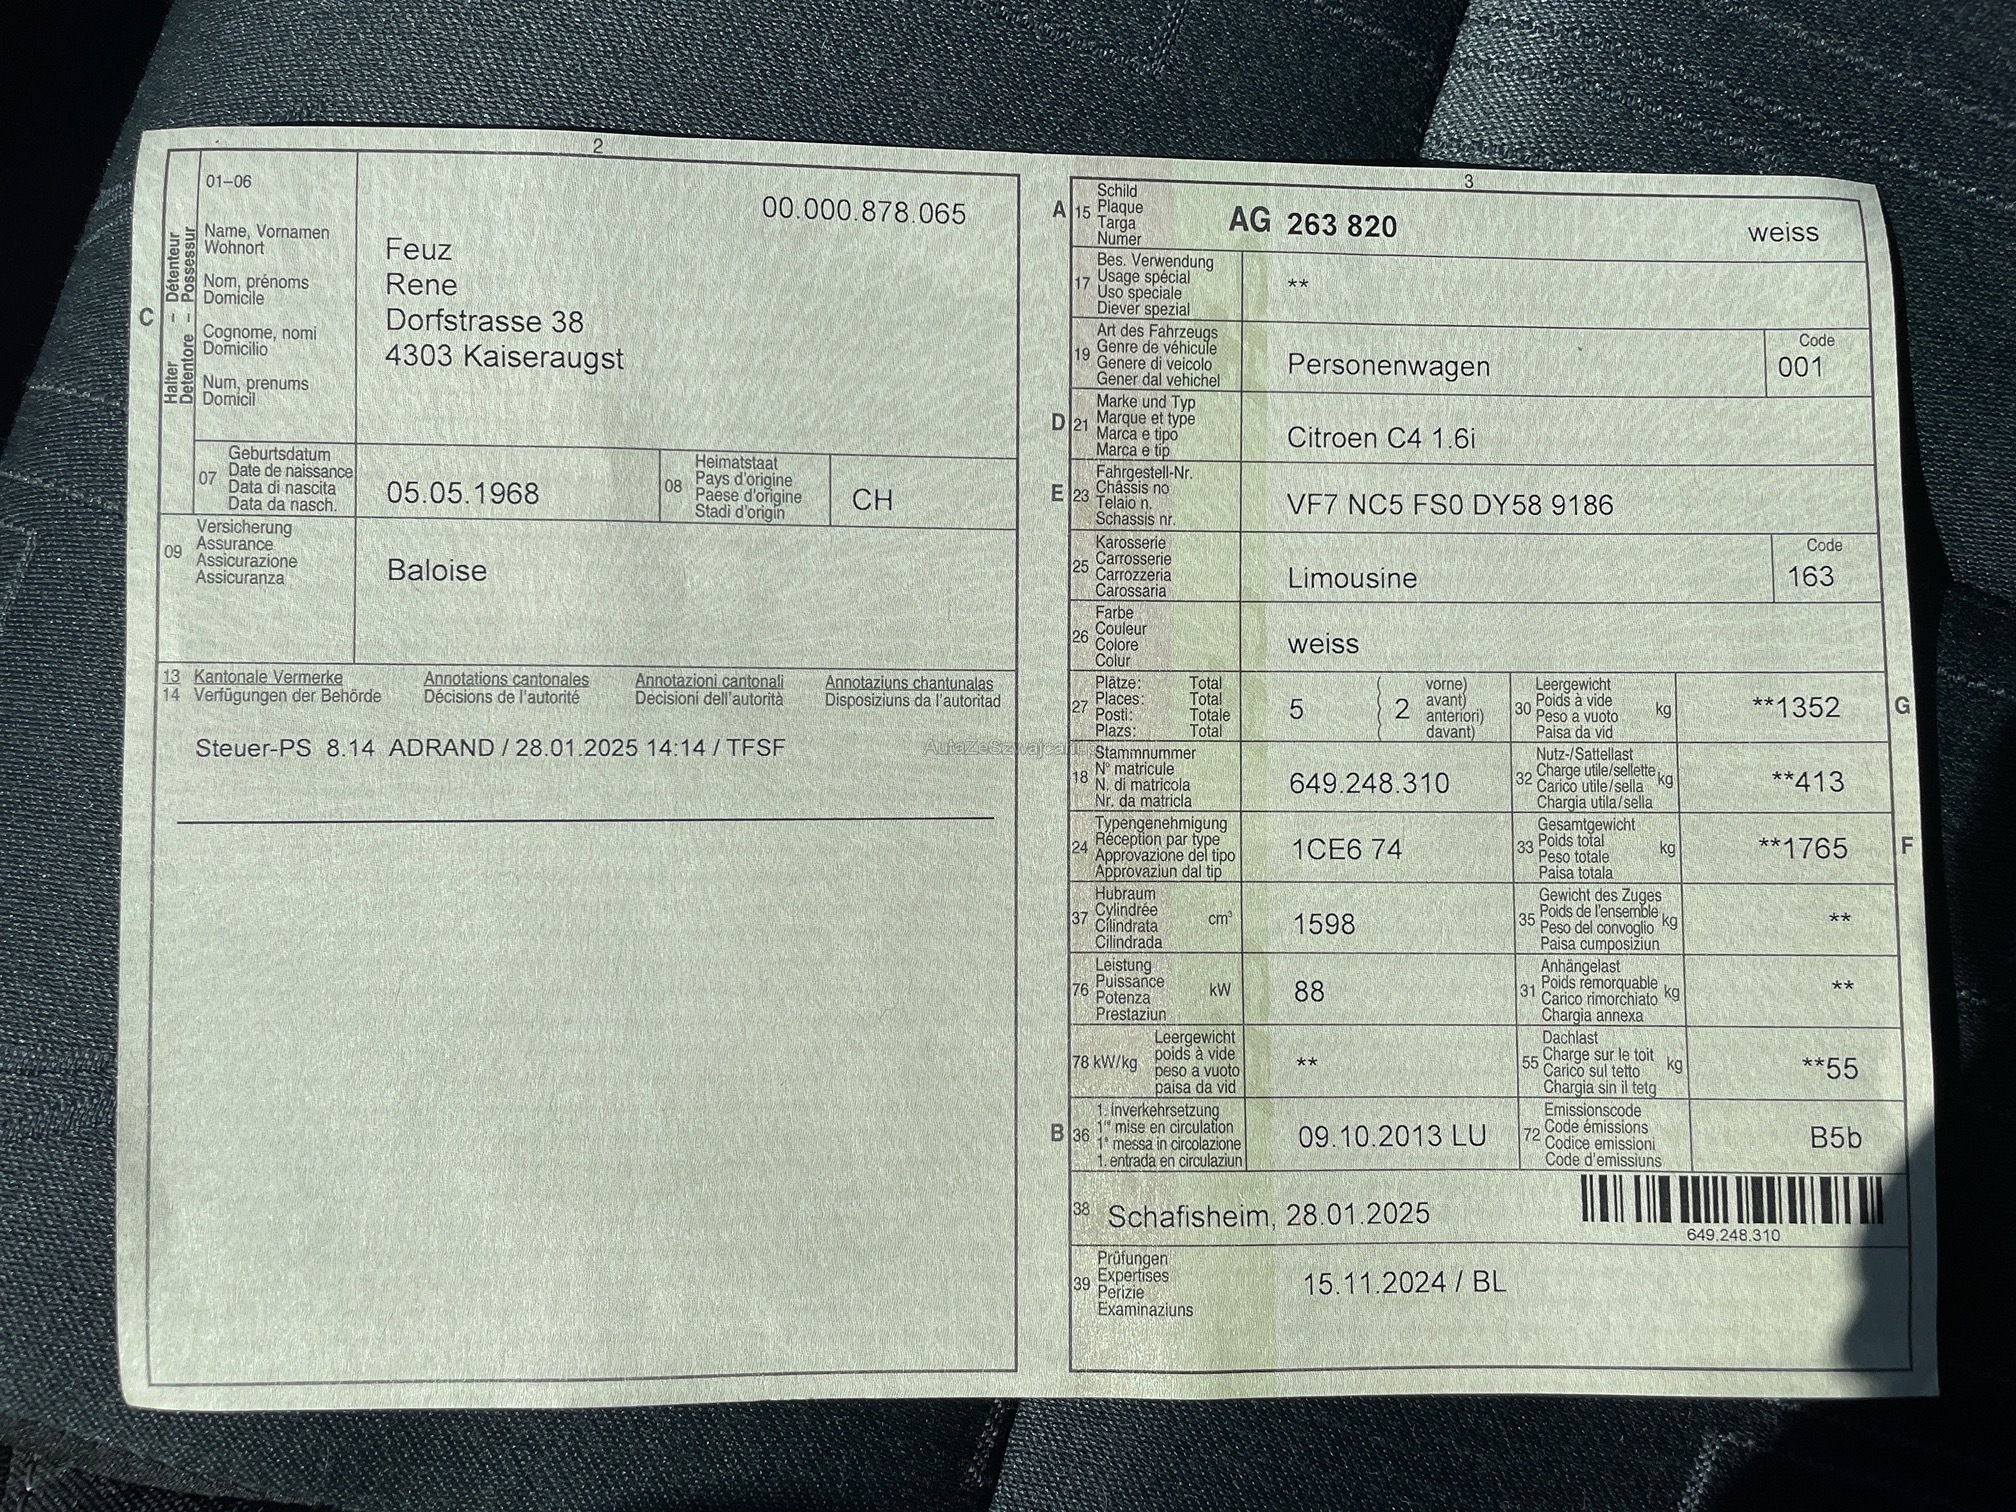 2
01–06
00.000.878.065
C
Halter – Détenteur
Detentore – Possessur
Name, Vornamen
Wohnort
Nom, prénoms
Domicile
Cognome, nomi
Domicilio
Num, prenums
Domicil
Feuz
Rene
Dorfstrasse 38
4303 Kaiseraugst
07
Geburtsdatum
Date de naissance
Data di nascita
Data da nasch.
05.05.1968
08
Heimatstaat
Pays d'origine
Paese d'origine
Stadi d'origin
CH
09
Versicherung
Assurance
Assicurazione
Assicuranza
Baloise
13 Kantonale Vermerke Annotations cantonales Annotazioni cantonali Annotaziuns chantunalas
14 Verfügungen der Behörde Décisions de l'autorité Decisioni dell'autorità Disposiziuns da l'autoritad
Steuer-PS 8.14 ADRAND / 28.01.2025 14:14 / TFSF
3
A 15
Schild
Plaque
Targa
Numer
AG 263 820 weiss
17
Bes. Verwendung
Usage spécial
Uso speciale
Diever spezial
**
19
Art des Fahrzeugs
Genre de véhicule
Genere di veicolo
Gener dal vehichel
Personenwagen
Code
001
D 21
Marke und Typ
Marque et type
Marca e tipo
Marca e tip
Citroen C4 1.6i
E 23
Fahrgestell-Nr.
Châssis no
Telaio n.
Schassis nr.
VF7 NC5 FS0 DY58 9186
25
Karosserie
Carrosserie
Carrozzeria
Carossaria
Limousine
Code
163
26
Farbe
Couleur
Colore
Colur
weiss
27
Plätze: Total
Places: Total
Posti: Totale
Plazs: Total
5
( 2
vorne)
avant)
anteriori)
davant)
30
Leergewicht
Poids à vide
Peso a vuoto
Paisa da vid
kg
**1352
G
18
Stammnummer
N° matricule
N. di matricola
Nr. da matricla
649.248.310
32
Nutz-/Sattellast
Charge utile/sellette
Carico utile/sella
Chargia utila/sella
kg
**413
24
Typengenehmigung
Réception par type
Approvazione del tipo
Approvaziun dal tip
1CE6 74
33
Gesamtgewicht
Poids total
Peso totale
Paisa totala
kg
**1765
F
37
Hubraum
Cylindrée
Cilindrata
Cilindrada
cm³
1598
35
Gewicht des Zuges
Poids de l'ensemble
Peso del convoglio
Paisa cumposiziun
kg
**
76
Leistung
Puissance
Potenza
Prestaziun
kW
88
31
Anhängelast
Poids remorquable
Carico rimorchiato
Chargia annexa
kg
**
78 kW/kg
Leergewicht
poids à vide
peso a vuoto
paisa da vid
**
55
Dachlast
Charge sur le toit
Carico sul tetto
Chargia sin il tetg
kg
**55
B 36
1. Inverkehrsetzung
1re mise en circulation
1a messa in circolazione
1. entrada en circulaziun
09.10.2013 LU
72
Emissionscode
Code émissions
Codice emissioni
Code d'emissiuns
B5b
38
Schafisheim, 28.01.2025
649.248.310
39
Prüfungen
Expertises
Perizie
Examinaziuns
15.11.2024 / BL